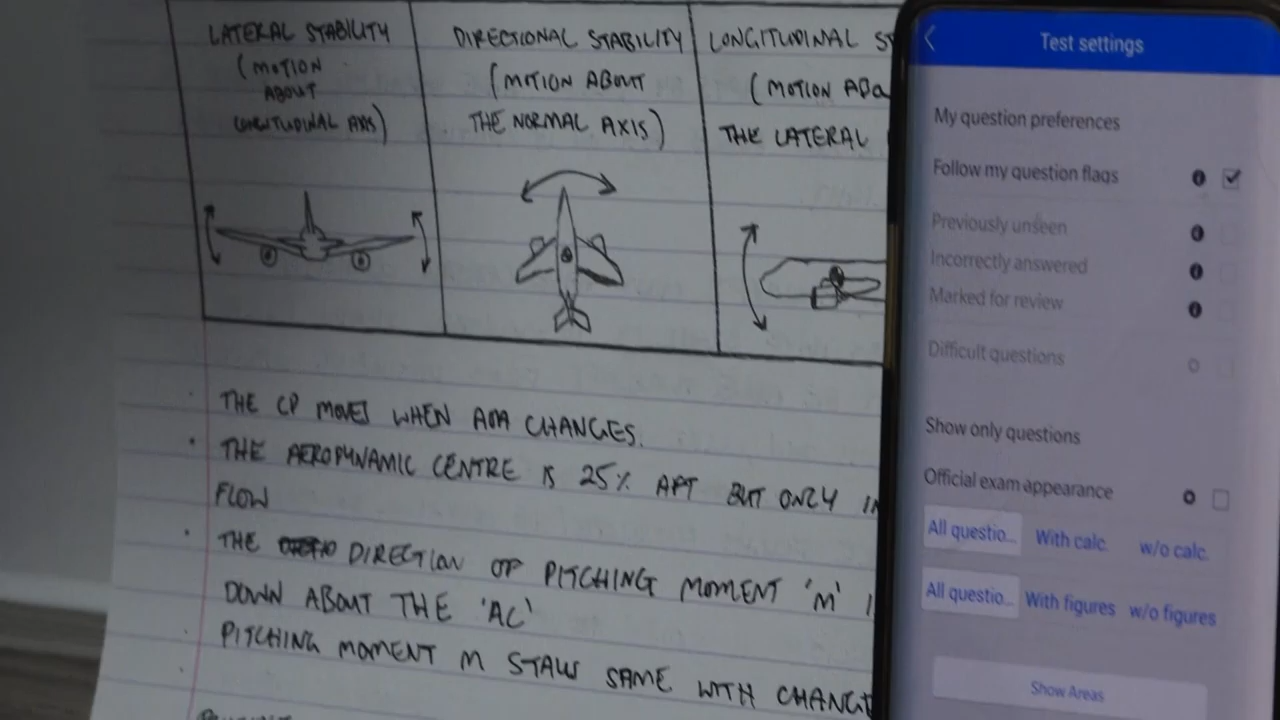 LATERAL STABILITY
(MOTION
ABOUT
LONGITUDINAL AXIS)
DIRECTIONAL STABILITY
(MOTION ABOUT
THE NORMAL AXIS)
LONGITUDINAL
(MOTION
THE LATERAL
THE CP MOVES WHEN AOA CHANGES.
THE AERODYNAMIC CENTRE IS 25% AFT BUT ONLY
FLOW
THE DIRECTION OF PITCHING MOMENT 'M'
DOWN ABOUT THE 'AC'
PITCHING MOMENT M STAYS SAME WITH
Test settings
My question preferences
Follow my question flags
Previously unseen
Incorrectly answered
Marked for review
Difficult questions
Show only questions
Official exam appearance
All questio... With calc. w/o calc.
All questio... With figures w/o figures
Show Areas